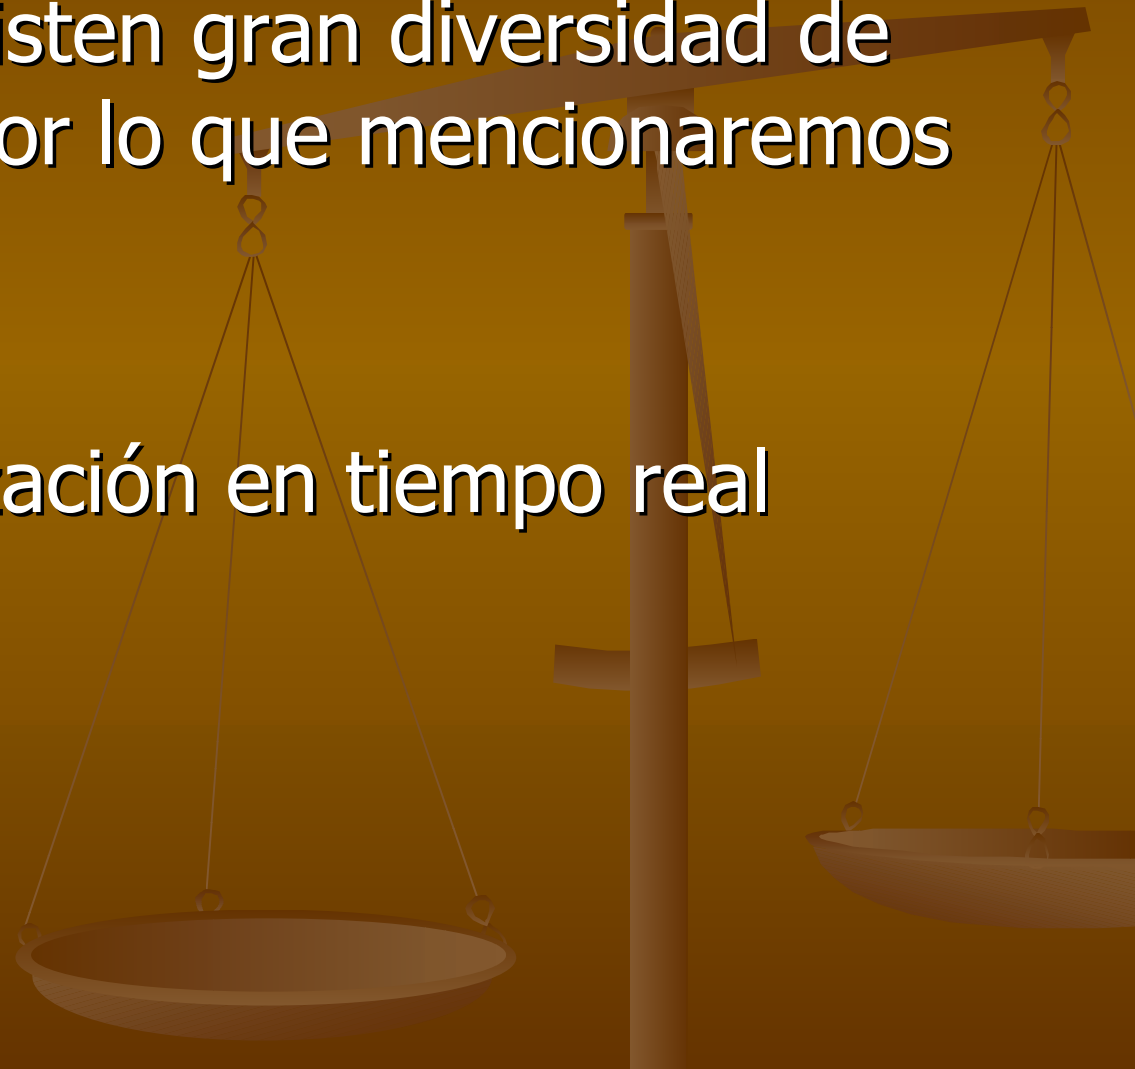 isten gran diversidad de
or lo que mencionaremos
ación en tiempo real